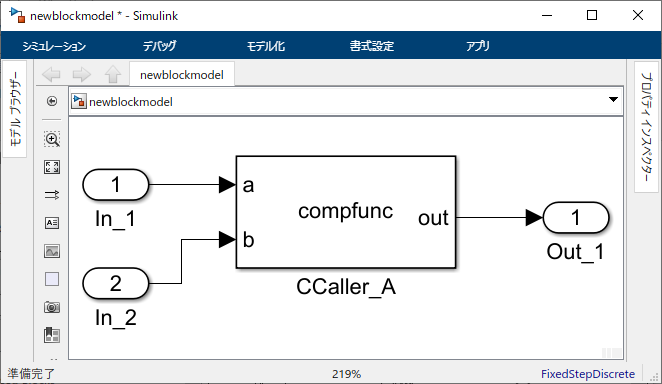 newblockmodel * - Simulink
シミュレーション デバッグ モデル化 書式設定 アプリ
モデル ブラウザー
newblockmodel
プロパティ インスペクター
newblockmodel
1
In_1
a
compfunc
out
b
CCaller_A
2
In_2
1
Out_1
準備完了 219% FixedStepDiscrete